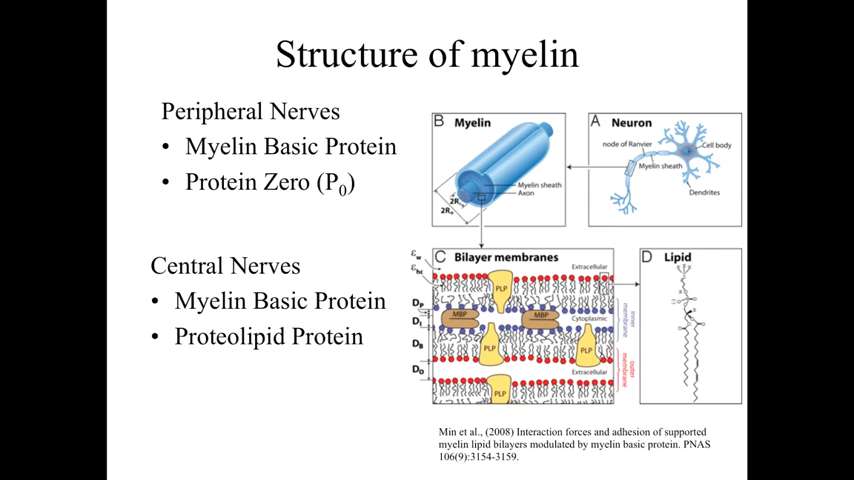 Structure of myelin
Peripheral Nerves
• Myelin Basic Protein
• Protein Zero (P₀)
Central Nerves
• Myelin Basic Protein
• Proteolipid Protein
B Myelin
Myelin sheath
Axon
A Neuron
node of Ranvier
Cell body
Myelin sheath
Dendrites
C Bilayer membranes
Extracellular
PLP
MBP
MBP
Cytoplasmic
PLP
PLP
Extracellular
PLP
inner
membrane
outer
membrane
D Lipid
Min et al., (2008) Interaction forces and adhesion of supported
myelin lipid bilayers modulated by myelin basic protein. PNAS
106(9):3154-3159.